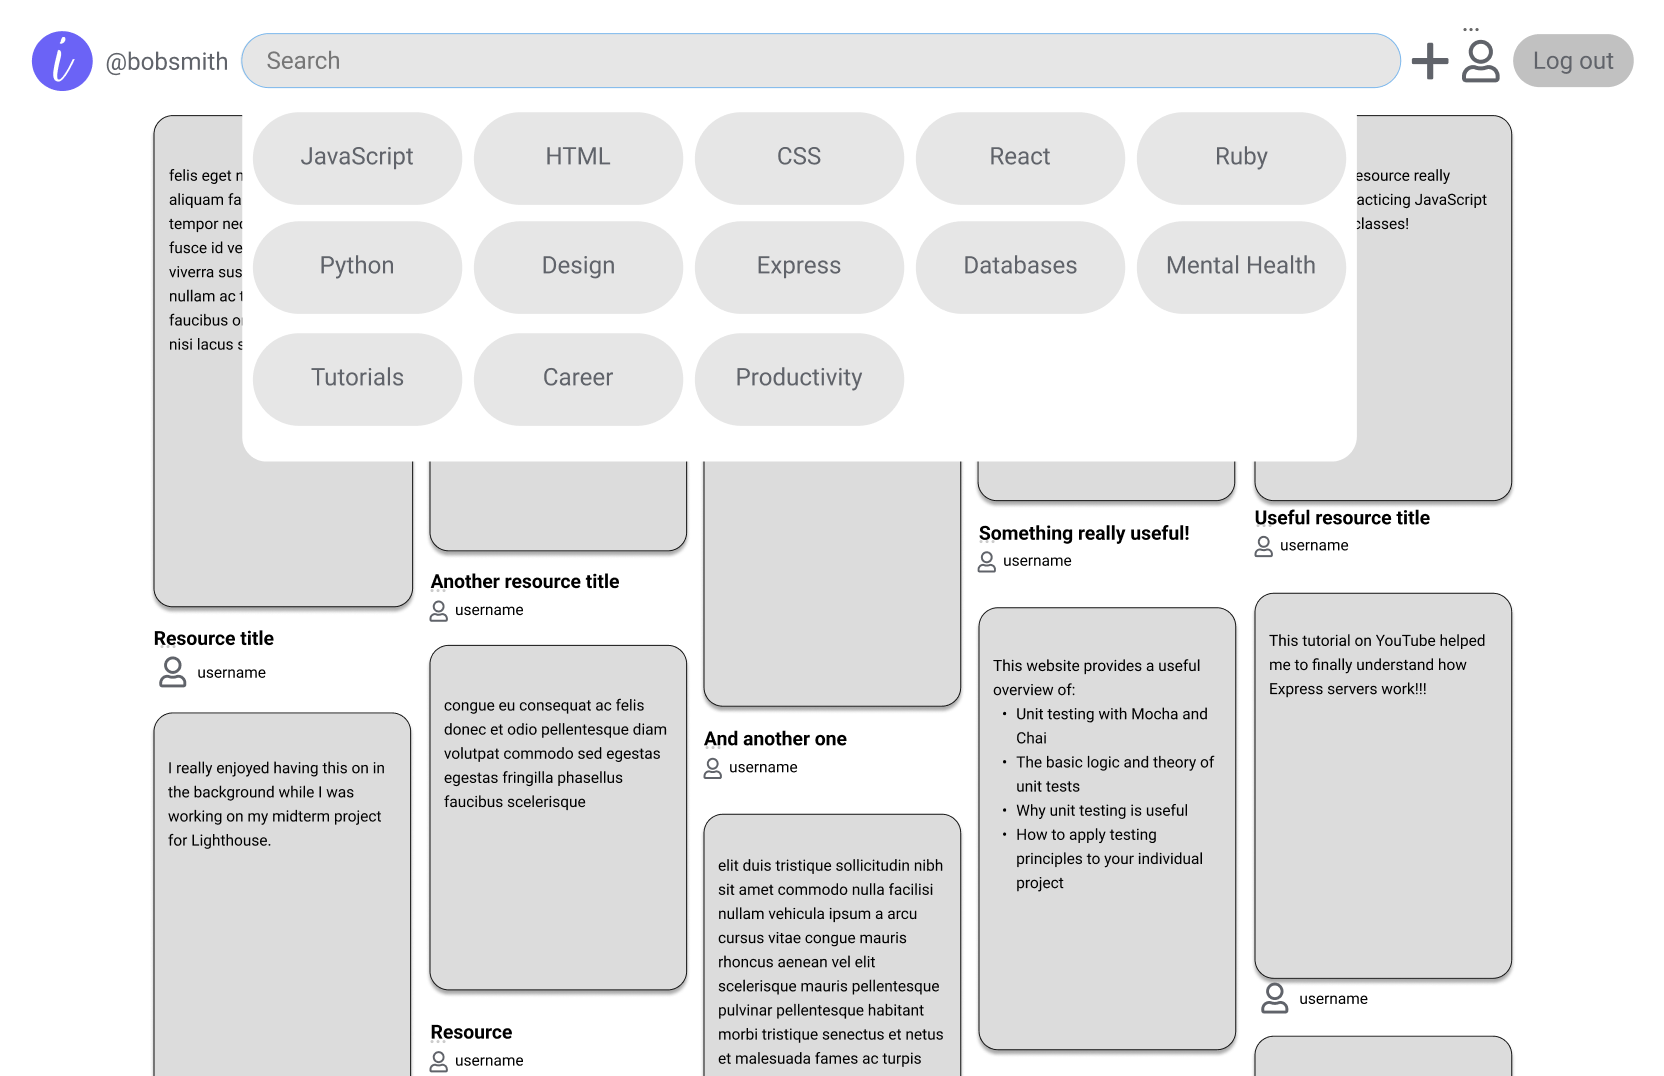 i
@bobsmith
Search
Log out
JavaScript
HTML
CSS
React
Ruby
Python
Design
Express
Databases
Mental Health
Tutorials
Career
Productivity
felis eget
aliquam
tempor
fusce id
viverra
nullam ac
faucibus
nisi lacus
Resource title
username
I really enjoyed having this on in
the background while I was
working on my midterm project
for Lighthouse.
Another resource title
username
congue eu consequat ac felis
donec et odio pellentesque diam
volutpat commodo sed egestas
egestas fringilla phasellus
faucibus scelerisque
Resource
username
And another one
username
elit duis tristique sollicitudin nibh
sit amet commodo nulla facilisi
nullam vehicula ipsum a arcu
cursus vitae congue mauris
rhoncus aenean vel elit
scelerisque mauris pellentesque
pulvinar pellentesque habitant
morbi tristique senectus et netus
et malesuada fames ac turpis
Something really useful!
username
This website provides a useful
overview of:
• Unit testing with Mocha and
Chai
• The basic logic and theory of
unit tests
• Why unit testing is useful
• How to apply testing
principles to your individual
project
really
JavaScript
classes!
Useful resource title
username
This tutorial on YouTube helped
me to finally understand how
Express servers work!!!
username